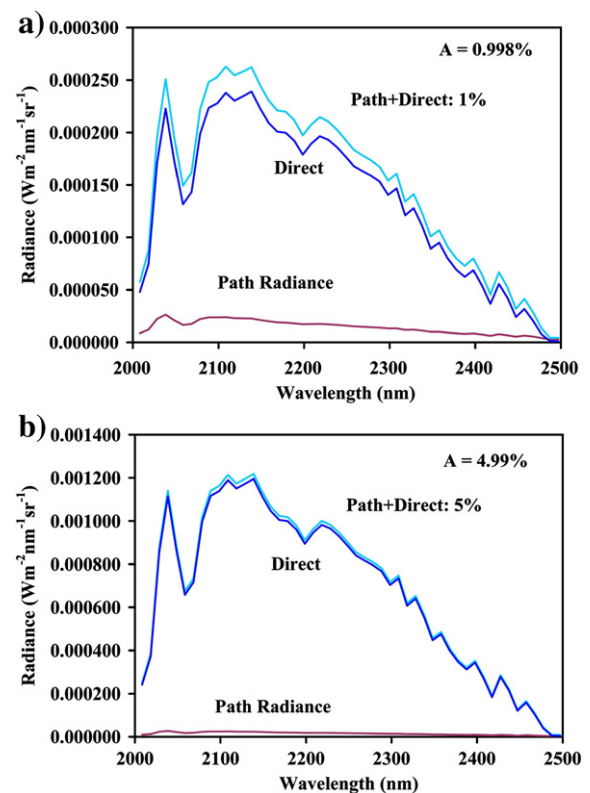 a)
0.000300
0.000250
0.000200
0.000150
0.000100
0.000050
0.000000
Radiance (Wm⁻²nm⁻¹sr⁻¹)
A = 0.998%
Path+Direct: 1%
Direct
Path Radiance
2000 2100 2200 2300 2400 2500
Wavelength (nm)
b)
0.001400
0.001200
0.001000
0.000800
0.000600
0.000400
0.000200
0.000000
Radiance (Wm⁻²nm⁻¹sr⁻¹)
A = 4.99%
Path+Direct: 5%
Direct
Path Radiance
2000 2100 2200 2300 2400 2500
Wavelength (nm)